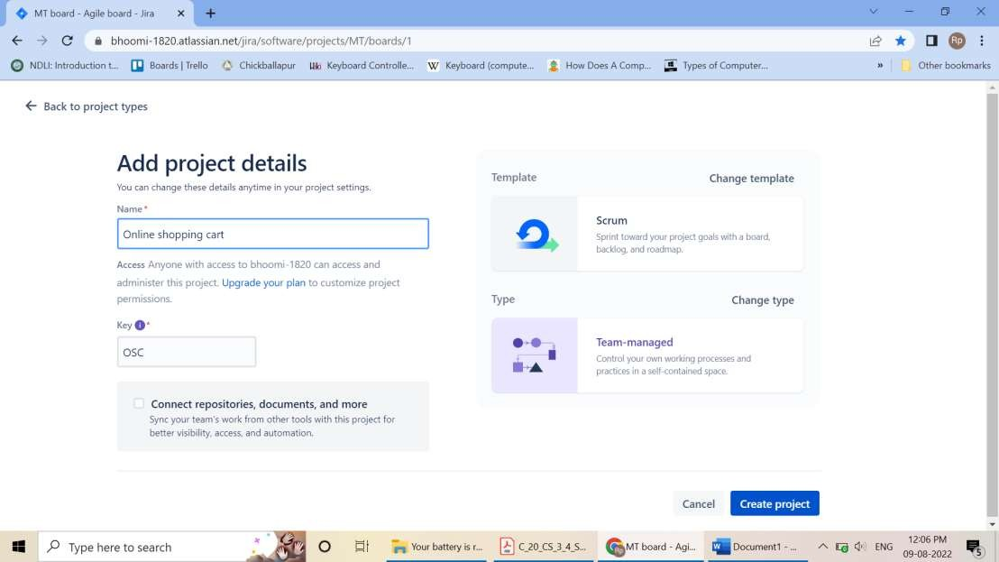 MT board - Agile board - Jira
bhoomi-1820.atlassian.net/jira/software/projects/MT/boards/1
Rp
NDLI: Introduction t...
Boards | Trello
Chickballapur
Keyboard Controlle...
W
Keyboard (compute...
How Does A Comp...
Types of Computer...
»
Other bookmarks
Back to project types
Add project details
You can change these details anytime in your project settings.
Name*
Online shopping cart
Access Anyone with access to bhoomi-1820 can access and
administer this project. Upgrade your plan to customize project
permissions.
Key i *
OSC
Connect repositories, documents, and more
Sync your team's work from other tools with this project for
better visibility, access, and automation.
Template
Change template
Scrum
Sprint toward your project goals with a board,
backlog, and roadmap.
Type
Change type
Team-managed
Control your own working processes and
practices in a self-contained space.
Cancel
Create project
Type here to search
Your battery is r...
C_20_CS_3_4_S...
MT board - Agi...
Document1 - ...
ENG
12:06 PM
09-08-2022
5